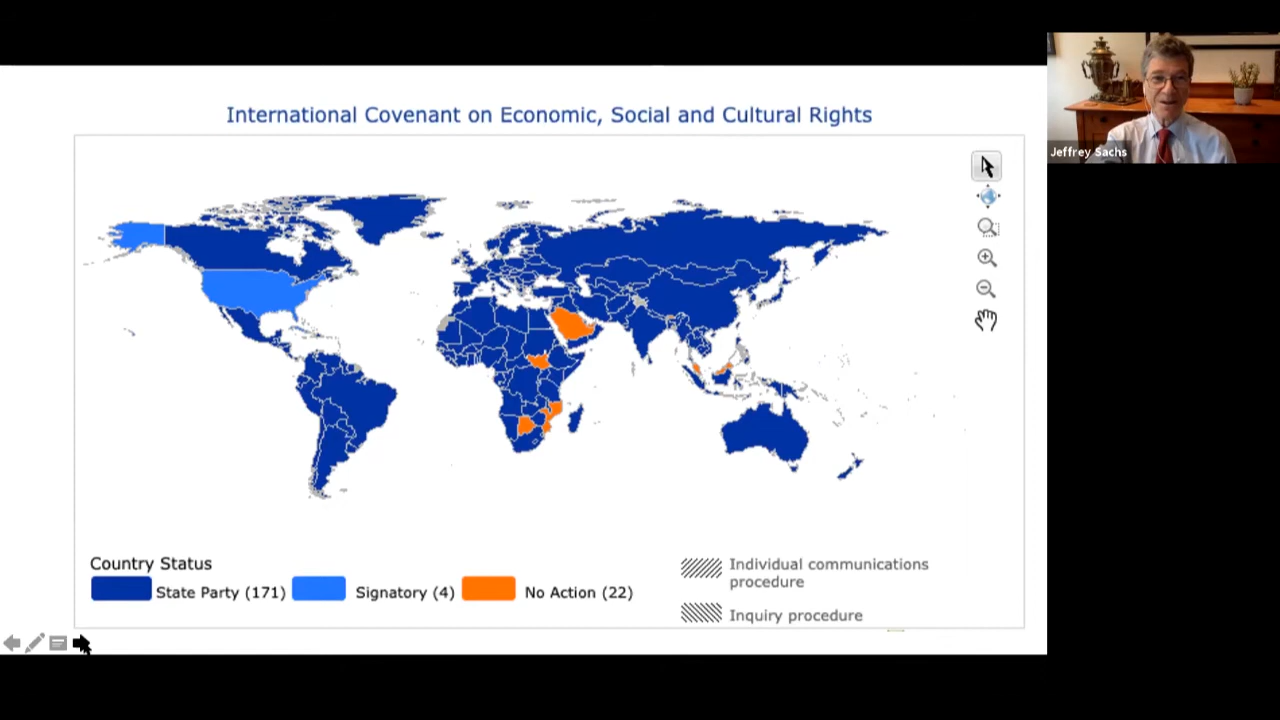 International Covenant on Economic, Social and Cultural Rights
Jeffrey Sachs
Country Status
State Party (171)
Signatory (4)
No Action (22)
Individual communications
procedure
Inquiry procedure